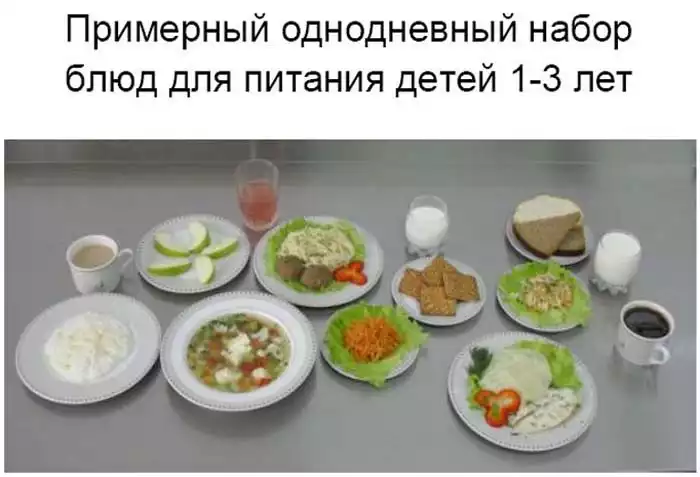 Примерный однодневный набор
блюд для питания детей 1-3 лет